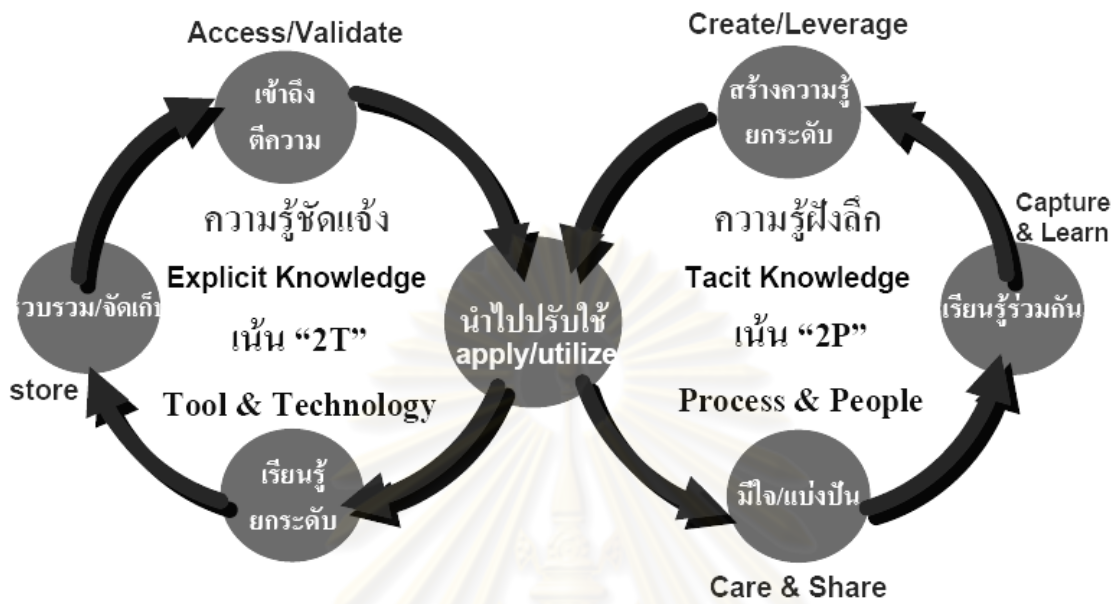 Access/Validate
เข้าถึง
ตีความ
ความรู้ชัดแจ้ง
Explicit Knowledge
เน้น “2T”
Tool & Technology
รวบรวม/จัดเก็บ
store
เรียนรู้
ยกระดับ
นำไปปรับใช้
apply/utilize
Create/Leverage
สร้างความรู้
ยกระดับ
ความรู้ฝังลึก
Tacit Knowledge
เน้น “2P”
Process & People
Capture
& Learn
เรียนรู้ร่วมกัน
มีใจ/แบ่งปัน
Care & Share